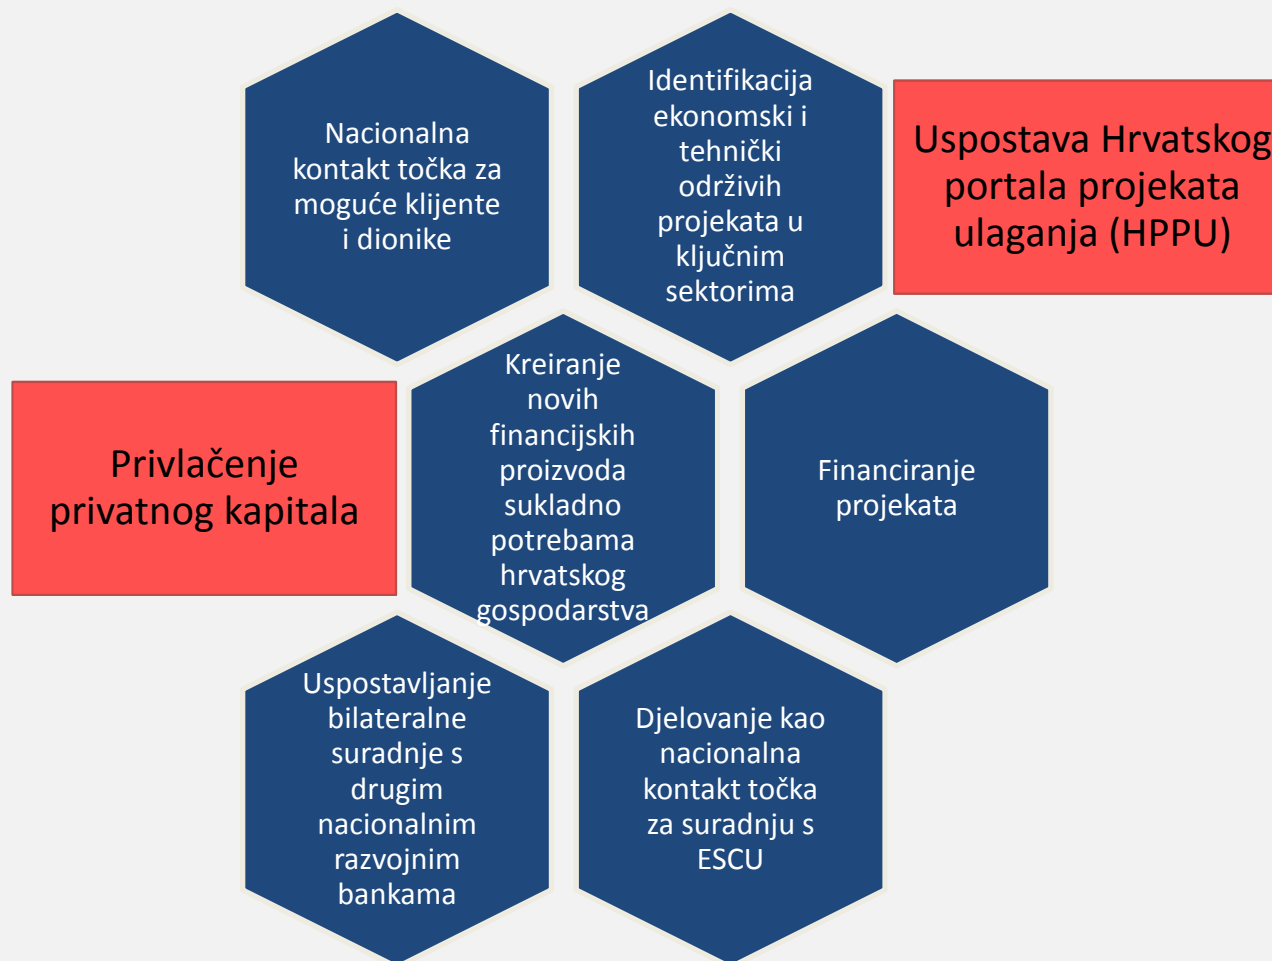 Nacionalna
kontakt točka za
moguće klijente
i dionike
Identifikacija
ekonomski i
tehnički
održivih
projekata u
ključnim
sektorima
Uspostava Hrvatskog
portala projekata
ulaganja (HPPU)
Privlačenje
privatnog kapitala
Kreiranje
novih
financijskih
proizvoda
sukladno
potrebama
hrvatskog
gospodarstva
Financiranje
projekata
Uspostavljanje
bilateralne
suradnje s
drugim
nacionalnim
razvojnim
bankama
Djelovanje kao
nacionalna
kontakt točka
za suradnju s
ESCU